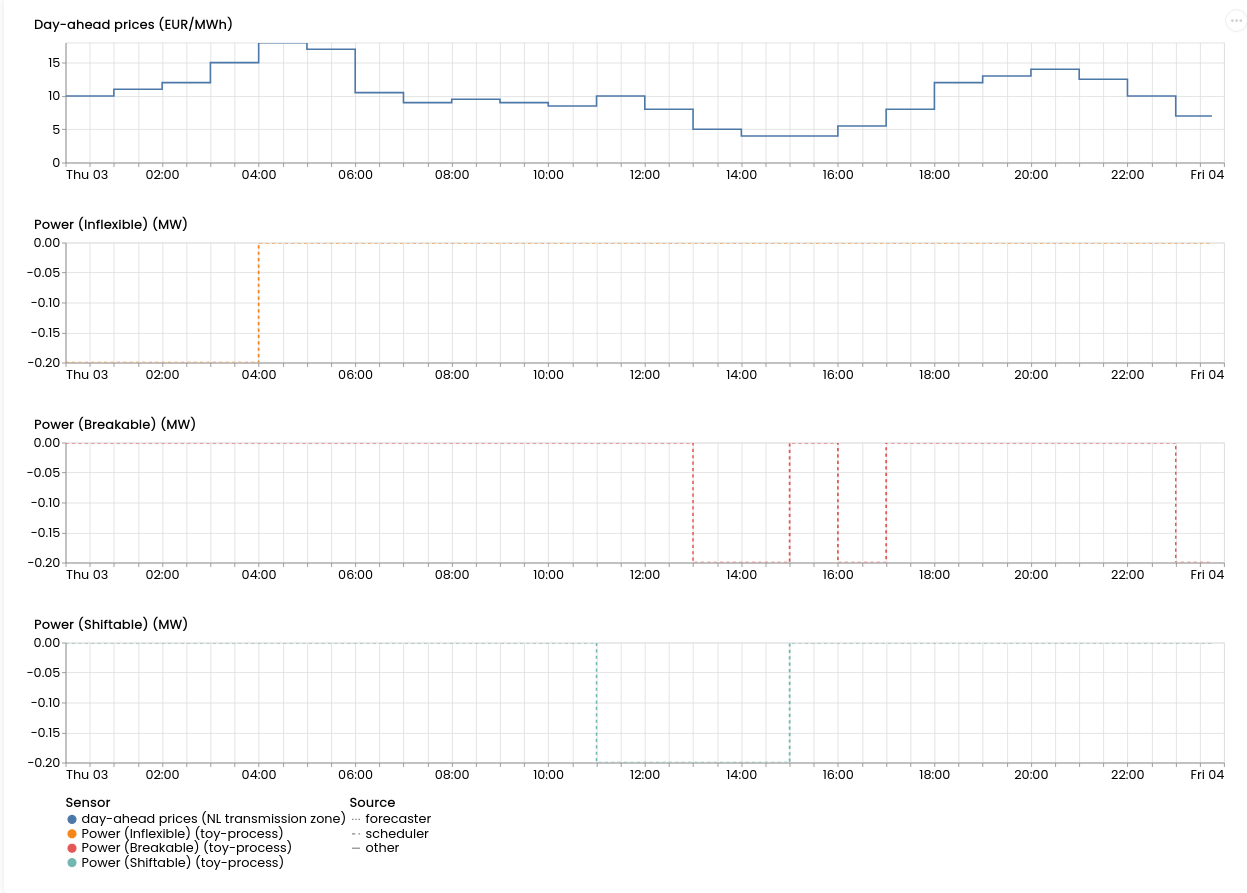 Day-ahead prices (EUR/MWh)
15
10
5
0
Thu 03 02:00 04:00 06:00 08:00 10:00 12:00 14:00 16:00 18:00 20:00 22:00 Fri 04
Power (Inflexible) (MW)
0.00
−0.05
−0.10
−0.15
−0.20
Thu 03 02:00 04:00 06:00 08:00 10:00 12:00 14:00 16:00 18:00 20:00 22:00 Fri 04
Power (Breakable) (MW)
0.00
−0.05
−0.10
−0.15
−0.20
Thu 03 02:00 04:00 06:00 08:00 10:00 12:00 14:00 16:00 18:00 20:00 22:00 Fri 04
Power (Shiftable) (MW)
0.00
−0.05
−0.10
−0.15
−0.20
Thu 03 02:00 04:00 06:00 08:00 10:00 12:00 14:00 16:00 18:00 20:00 22:00 Fri 04
Sensor
day-ahead prices (NL transmission zone)
Power (Inflexible) (toy-process)
Power (Breakable) (toy-process)
Power (Shiftable) (toy-process)
Source
forecaster
scheduler
other